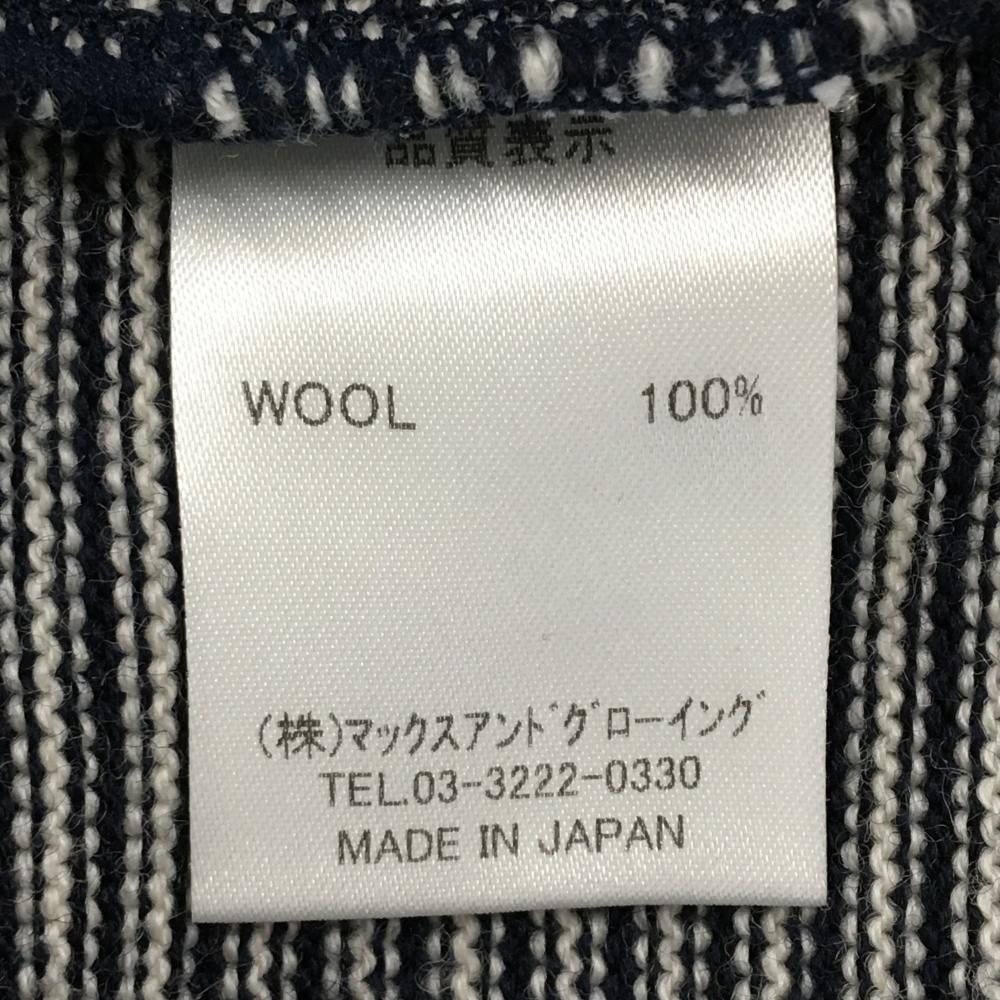 品質表示
WOOL 100%
(株)マックスアンドグローイング
TEL.03-3222-0330
MADE IN JAPAN